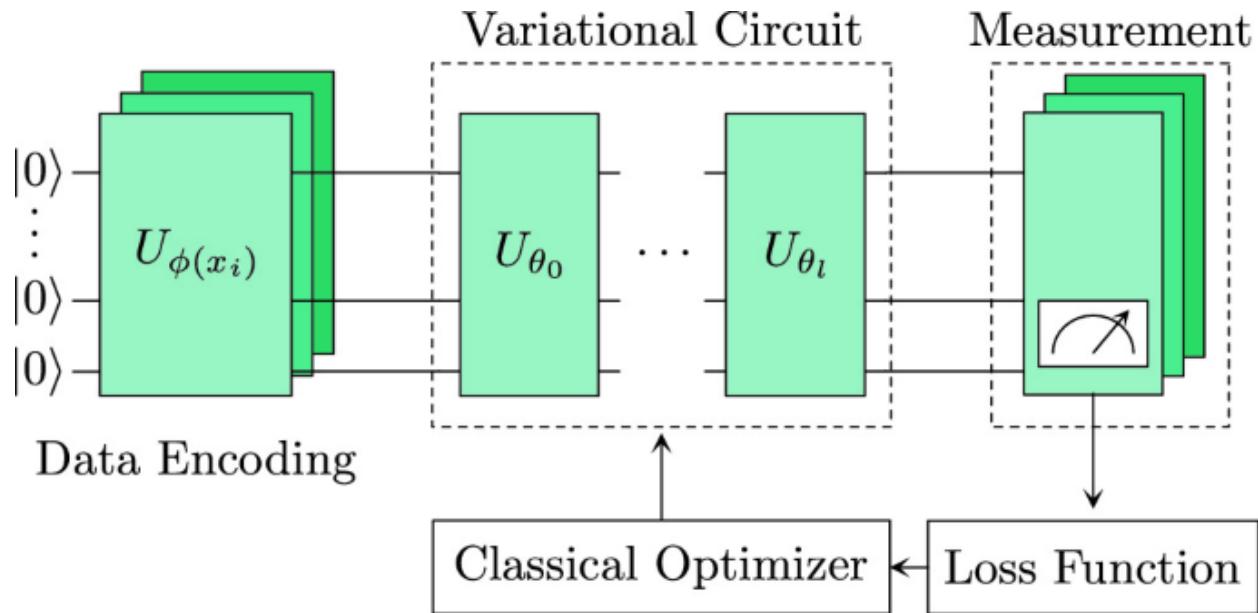 Variational Circuit
Measurement
|0⟩
⋮
|0⟩
|0⟩
U_{ϕ(x_i)}
U_{θ_0}
⋯
U_{θ_l}
Data Encoding
Classical Optimizer
Loss Function